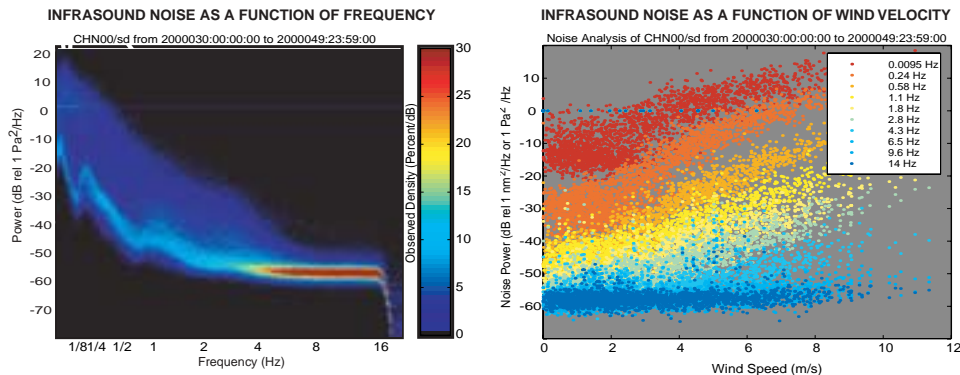 INFRASOUND NOISE AS A FUNCTION OF FREQUENCY
CHN00/sd from 2000030:00:00:00 to 2000049:23:59:00
20
10
0
-10
-20
-30
-40
-50
-60
-70
Power (dB rel 1 Pa2/Hz)
1/81/4 1/2 1 2 4 8 16
Frequency (Hz)
30
25
20
15
10
5
0
Observed Density (Percent/dB)
INFRASOUND NOISE AS A FUNCTION OF WIND VELOCITY
Noise Analysis of CHN00/sd from 2000030:00:00:00 to 2000049:23:59:00
10
0
-10
-20
-30
-40
-50
-60
Noise Power (dB rel 1 nm2/Hz or 1 Pa-2 /Hz)
0.0095 Hz
0.24 Hz
0.58 Hz
1.1 Hz
1.8 Hz
2.8 Hz
4.3 Hz
6.5 Hz
9.6 Hz
14 Hz
0 2 4 6 8 10 12
Wind Speed (m/s)